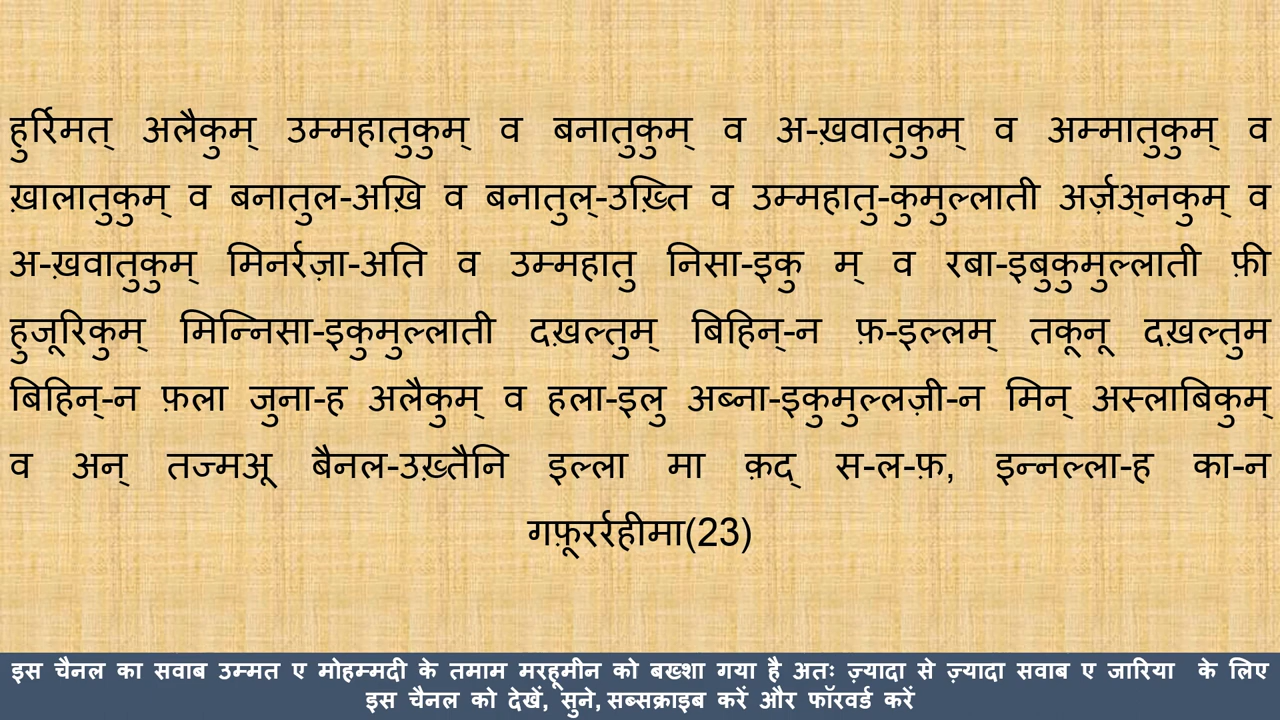 हुर्रिमत् अलैकुम् उम्महातुकुम् व बनातुकुम् व अ-ख़वातुकुम् व अम्मातुकुम् व
ख़ालातुकुम् व बनातुल-अख़ि व बनातुल्-उख़्ति व उम्महातु-कुमुल्लाती अर्ज़अ्नकुम् व
अ-ख़वातुकुम् मिनर्रज़ा-अति व उम्महातु निसा-इकु म् व रबा-इबुकुमुल्लाती फ़ी
हुजूरिकुम् मिन्निसा-इकुमुल्लाती दख़ल्तुम् बिहिन्-न फ़-इल्लम् तकूनू दख़ल्तुम
बिहिन्-न फ़ला जुना-ह अलैकुम् व हला-इलु अब्ना-इकुमुल्लज़ी-न मिन् अस्लाबिकुम्
व अन् तज्मअू बैनल-उख़्तैनि इल्ला मा क़द् स-ल-फ़, इन्नल्ला-ह का-न
गफ़ूरर्रहीमा(23)
इस चैनल का सवाब उम्मत ए मोहम्मदी के तमाम मरहूमीन को बख्शा गया है अतः ज़्यादा से ज़्यादा सवाब ए जारिया के लिए
इस चैनल को देखें, सुने, सब्सक्राइब करें और फॉरवर्ड करें